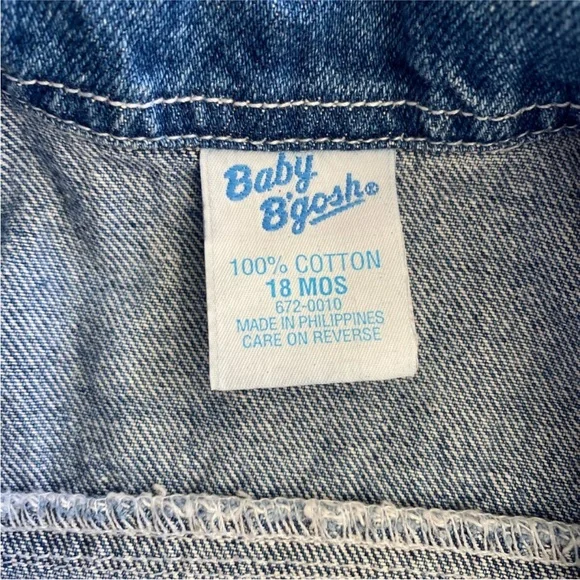 Baby
B'gosh®
100% COTTON
18 MOS
672-0010
MADE IN PHILIPPINES
CARE ON REVERSE